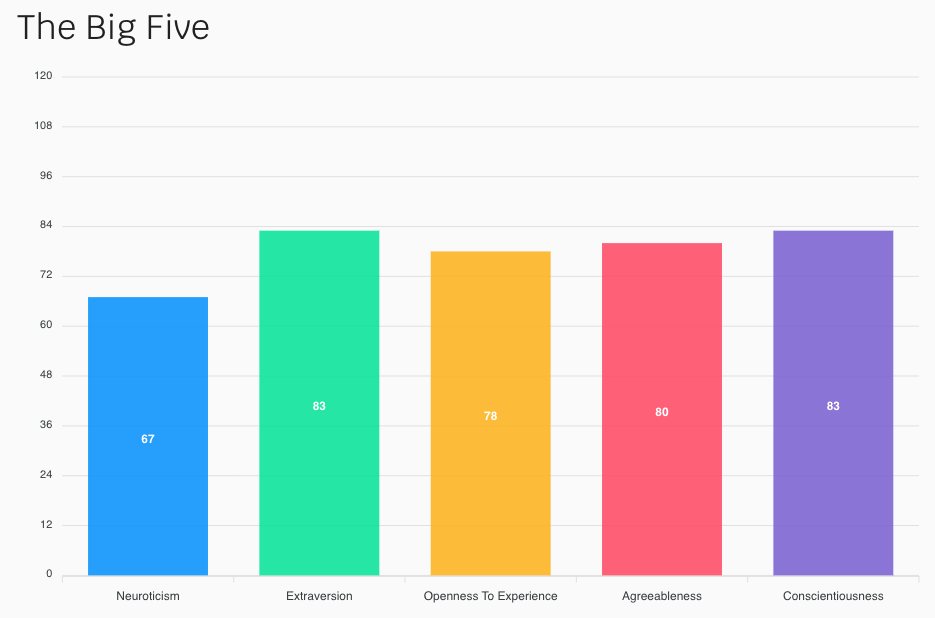 The Big Five
120
108
96
84
72
60
48
36
24
12
0
67
83
78
80
83
Neuroticism
Extraversion
Openness To Experience
Agreeableness
Conscientiousness